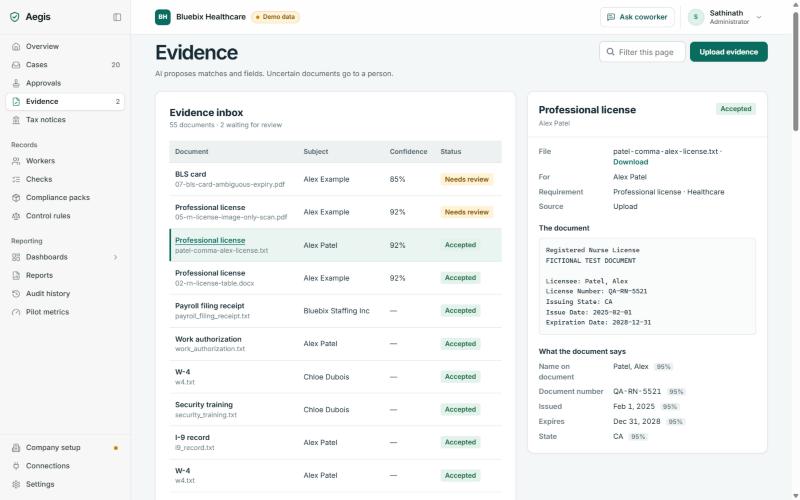 Aegis
BH Bluebix Healthcare Demo data
Ask coworker
S Sathinath
Administrator
Overview
Cases 20
Approvals
Evidence 2
Tax notices
Records
Workers
Checks
Compliance packs
Control rules
Reporting
Dashboards
Reports
Audit history
Pilot metrics
Company setup
Connections
Settings
Evidence
AI proposes matches and fields. Uncertain documents go to a person.
Filter this page
Upload evidence
Evidence inbox
55 documents · 2 waiting for review
Document Subject Confidence Status
BLS card
07-bls-card-ambiguous-expiry.pdf
Alex Example 85% Needs review
Professional license
05-rn-license-image-only-scan.pdf
Alex Example 92% Needs review
Professional license
patel-comma-alex-license.txt
Alex Patel 92% Accepted
Professional license
02-rn-license-table.docx
Alex Example 92% Accepted
Payroll filing receipt
payroll_filing_receipt.txt
Bluebix Staffing Inc — Accepted
Work authorization
work_authorization.txt
Alex Patel — Accepted
W-4
w4.txt
Chloe Dubois — Accepted
Security training
security_training.txt
Chloe Dubois — Accepted
I-9 record
i9_record.txt
Alex Patel — Accepted
W-4
w4.txt
Alex Patel — Accepted
Professional license Accepted
Alex Patel
File patel-comma-alex-license.txt ·
Download
For Alex Patel
Requirement Professional license · Healthcare
Source Upload
The document
Registered Nurse License
FICTIONAL TEST DOCUMENT
Licensee: Patel, Alex
License Number: QA-RN-5521
Issuing State: CA
Issue Date: 2025-02-01
Expiration Date: 2028-12-31
What the document says
Name on
document
Patel, Alex 95%
Document number QA-RN-5521 95%
Issued Feb 1, 2025 95%
Expires Dec 31, 2028 95%
State CA 95%